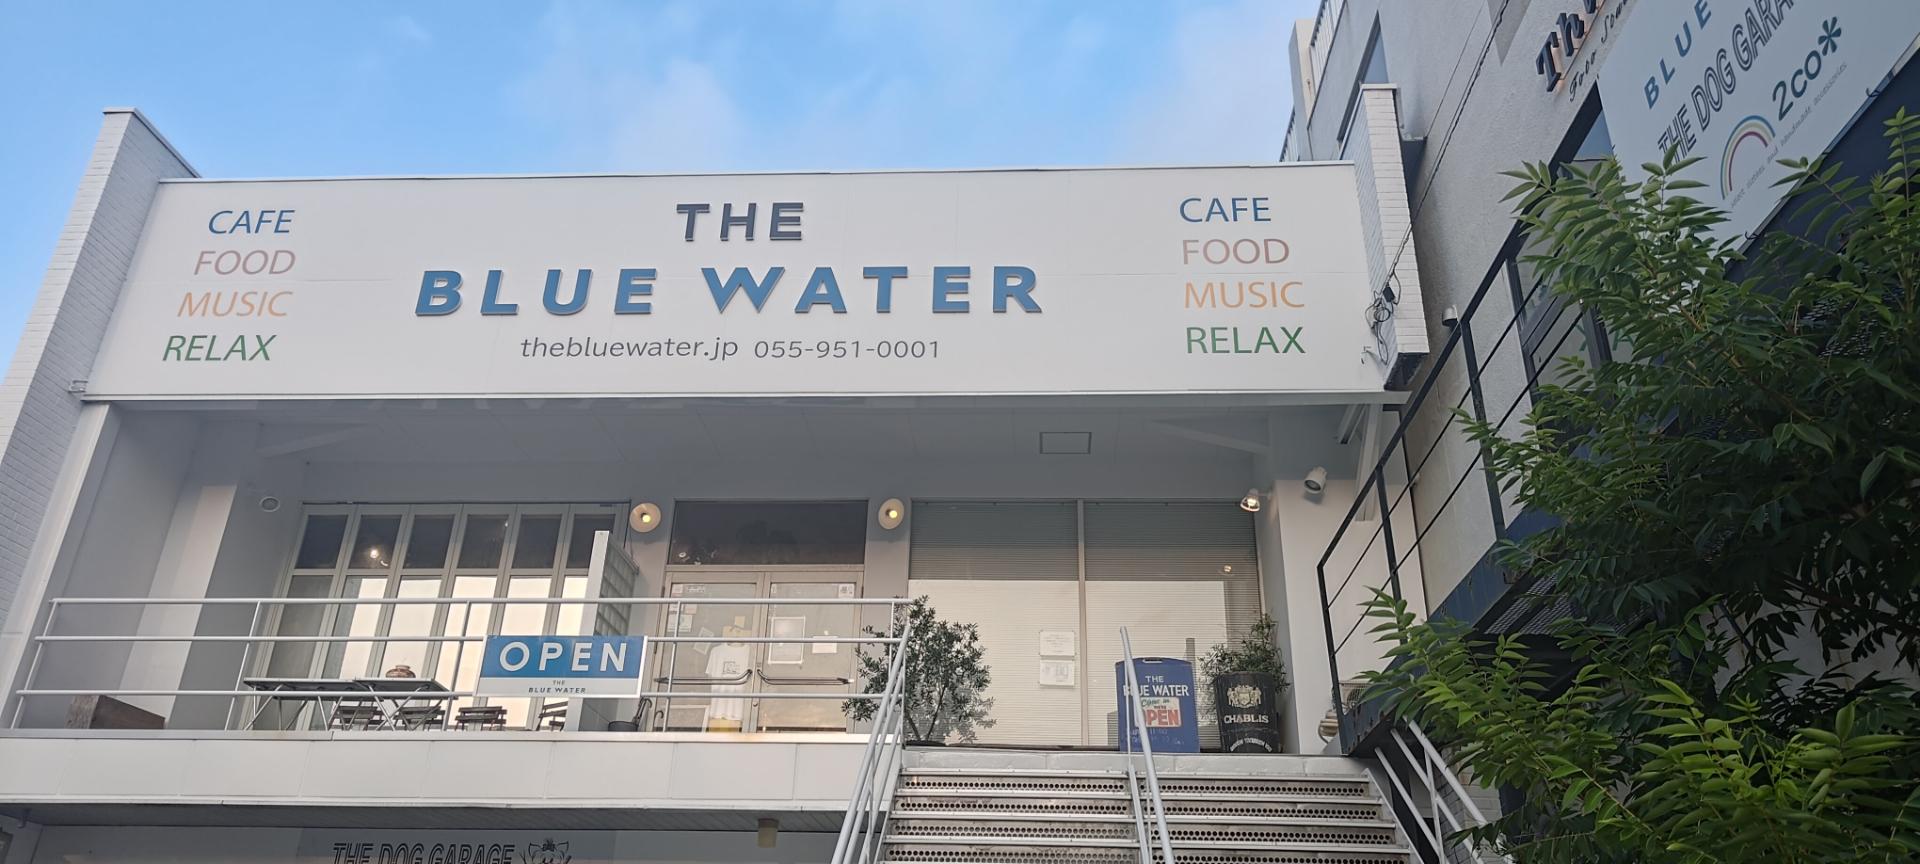 THE
BLUE WATER
thebluewater.jp 055-951-0001
CAFE
FOOD
MUSIC
RELAX
CAFE
FOOD
MUSIC
RELAX
BLUE
THE DOG GARA
2co*
OPEN
THE
BLUE WATER
THE
BLUE WATER
OPEN
CHABLIS
THE DOG GARAGE